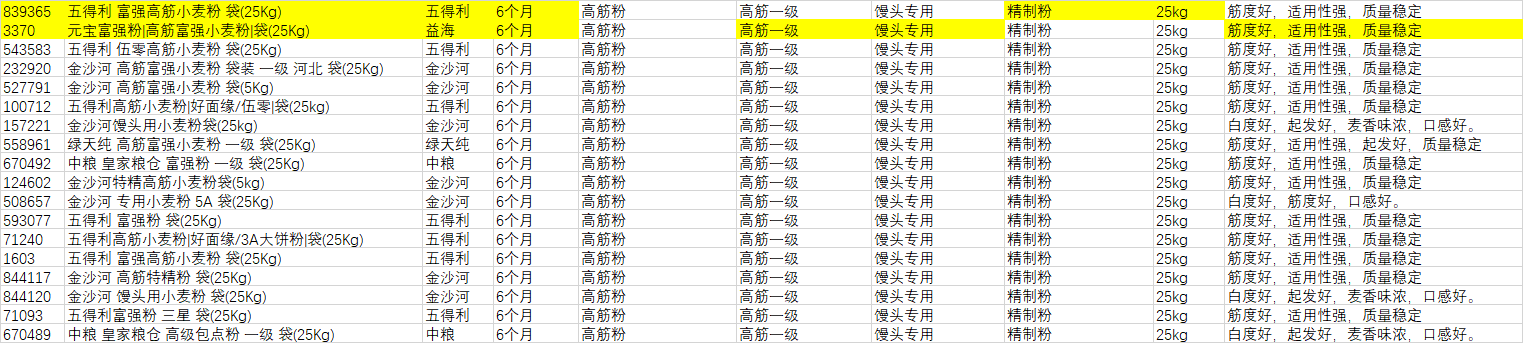 839365 五得利 富强高筋小麦粉 袋(25Kg) 五得利 6个月 高筋粉 高筋一级 馒头专用 精制粉 25kg 筋度好，适用性强，质量稳定
3370 元宝富强粉|高筋富强小麦粉|袋(25Kg) 益海 6个月 高筋粉 高筋一级 馒头专用 精制粉 25kg 筋度好，适用性强，质量稳定
543583 五得利 伍零高筋小麦粉 袋(25Kg) 五得利 6个月 高筋粉 高筋一级 馒头专用 精制粉 25kg 筋度好，适用性强，质量稳定
232920 金沙河 高筋富强小麦粉 袋装 一级 河北 袋(25Kg) 金沙河 6个月 高筋粉 高筋一级 馒头专用 精制粉 25kg 筋度好，适用性强，质量稳定
527791 金沙河 高筋富强小麦粉 袋(5Kg) 金沙河 6个月 高筋粉 高筋一级 馒头专用 精制粉 25kg 筋度好，适用性强，质量稳定
100712 五得利高筋小麦粉|好面缘/伍零|袋(25kg) 五得利 6个月 高筋粉 高筋一级 馒头专用 精制粉 25kg 筋度好，适用性强，质量稳定
157221 金沙河馒头用小麦粉袋(25kg) 金沙河 6个月 高筋粉 高筋一级 馒头专用 精制粉 25kg 白度好，起发好，麦香味浓，口感好。
558961 绿天纯 高筋富强小麦粉 一级 袋(25Kg) 绿天纯 6个月 高筋粉 高筋一级 馒头专用 精制粉 25kg 筋度好，适用性强，起发好，质量稳定
670492 中粮 皇家粮仓 富强粉 一级 袋(25Kg) 中粮 6个月 高筋粉 高筋一级 馒头专用 精制粉 25kg 筋度好，适用性强，质量稳定
124602 金沙河特精高筋小麦粉袋(5kg) 金沙河 6个月 高筋粉 高筋一级 馒头专用 精制粉 25kg 筋度好，适用性强，质量稳定
508657 金沙河 专用小麦粉 5A 袋(25Kg) 金沙河 6个月 高筋粉 高筋一级 馒头专用 精制粉 25kg 白度好，筋度好，口感好。
593077 五得利 富强粉 袋(25Kg) 五得利 6个月 高筋粉 高筋一级 馒头专用 精制粉 25kg 筋度好，适用性强，质量稳定
71240 五得利高筋小麦粉|好面缘/3A大饼粉|袋(25Kg) 五得利 6个月 高筋粉 高筋一级 馒头专用 精制粉 25kg 筋度好，适用性强，质量稳定
1603 五得利 富强高筋小麦粉 袋(25Kg) 五得利 6个月 高筋粉 高筋一级 馒头专用 精制粉 25kg 筋度好，适用性强，质量稳定
844117 金沙河 高筋特精粉 袋(25Kg) 金沙河 6个月 高筋粉 高筋一级 馒头专用 精制粉 25kg 筋度好，适用性强，质量稳定
844120 金沙河 馒头用小麦粉 袋(25Kg) 金沙河 6个月 高筋粉 高筋一级 馒头专用 精制粉 25kg 白度好，起发好，麦香味浓，口感好。
71093 五得利富强粉 三星 袋(25Kg) 五得利 6个月 高筋粉 高筋一级 馒头专用 精制粉 25kg 筋度好，适用性强，质量稳定
670489 中粮 皇家粮仓 高级包点粉 一级 袋(25Kg) 中粮 6个月 高筋粉 高筋一级 馒头专用 精制粉 25kg 白度好，起发好，麦香味浓，口感好。